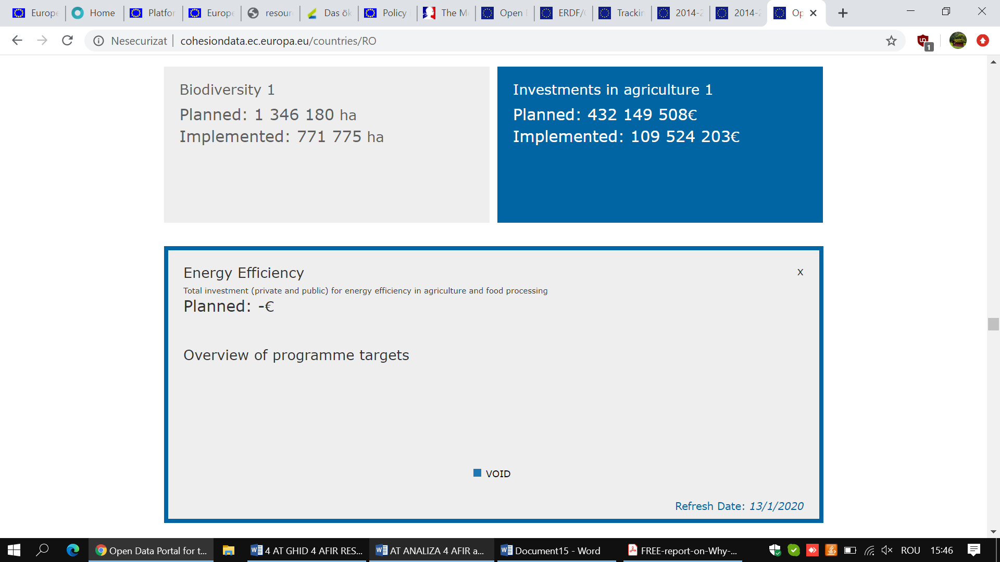 Europe
Home
Platfor
Europe
resour
Das ök
Policy
The M
Open
ERDF/
Trackin
2014-2
2014-2
Op
Nesecurizat
cohesiondata.ec.europa.eu/countries/RO
1
Biodiversity 1
Planned: 1 346 180 ha
Implemented: 771 775 ha
Investments in agriculture 1
Planned: 432 149 508€
Implemented: 109 524 203€
Energy Efficiency
x
Total investment (private and public) for energy efficiency in agriculture and food processing
Planned: -€
Overview of programme targets
VOID
Refresh Date: 13/1/2020
Open Data Portal for t...
4 AT GHID 4 AFIR RES...
AT ANALIZA 4 AFIR a...
Document15 - Word
FREE-report-on-Why-...
ROU
15:46